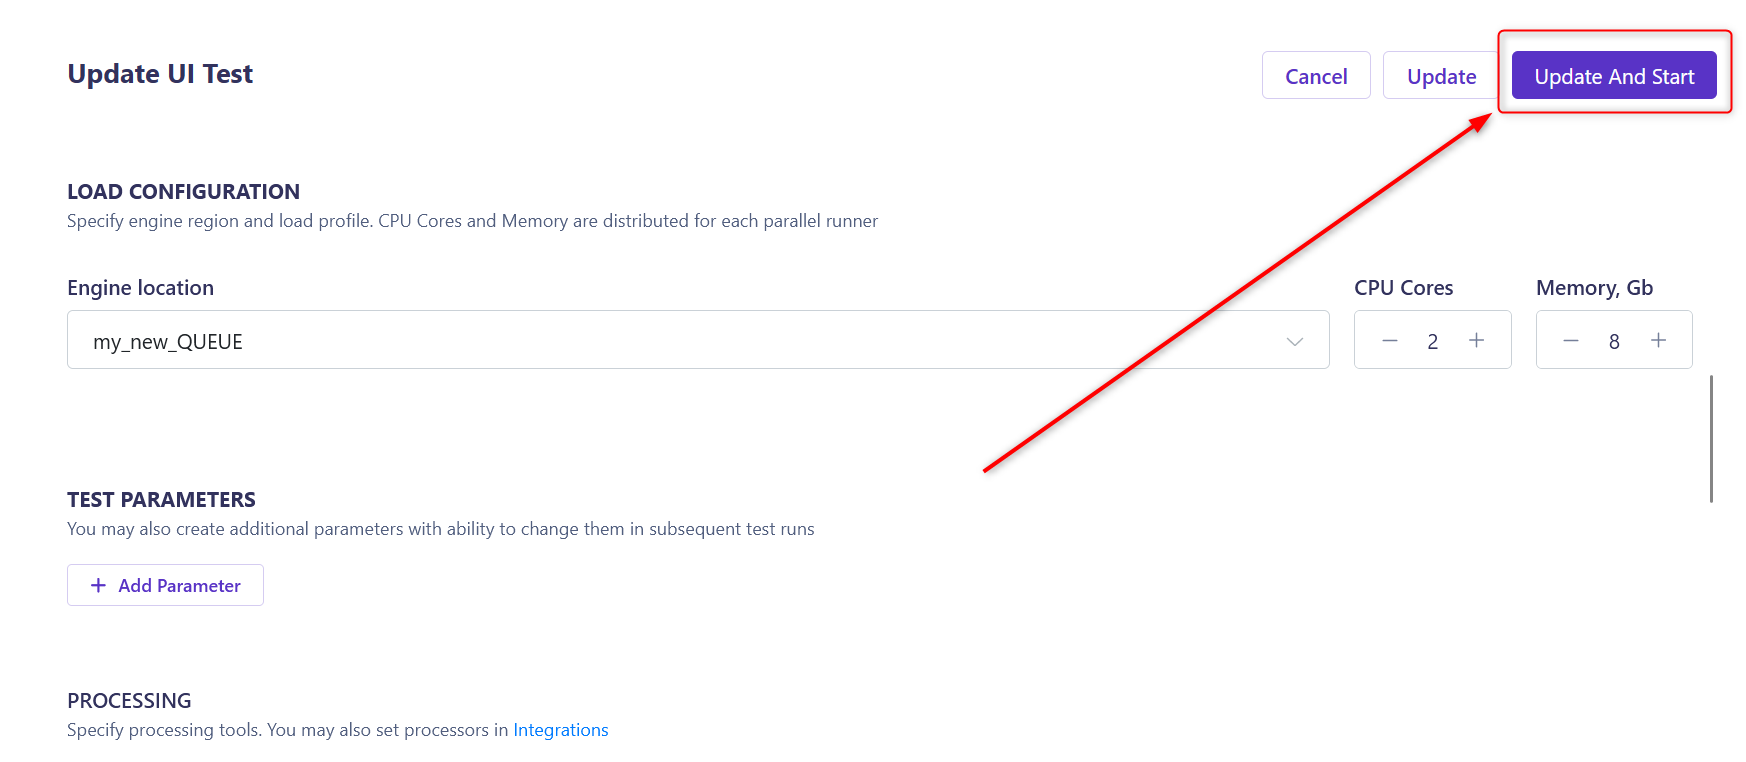 Update UI Test
Cancel
Update
Update And Start
LOAD CONFIGURATION
Specify engine region and load profile. CPU Cores and Memory are distributed for each parallel runner
Engine location
CPU Cores
Memory, Gb
my_new_QUEUE
2
8
TEST PARAMETERS
You may also create additional parameters with ability to change them in subsequent test runs
+ Add Parameter
PROCESSING
Specify processing tools. You may also set processors in Integrations